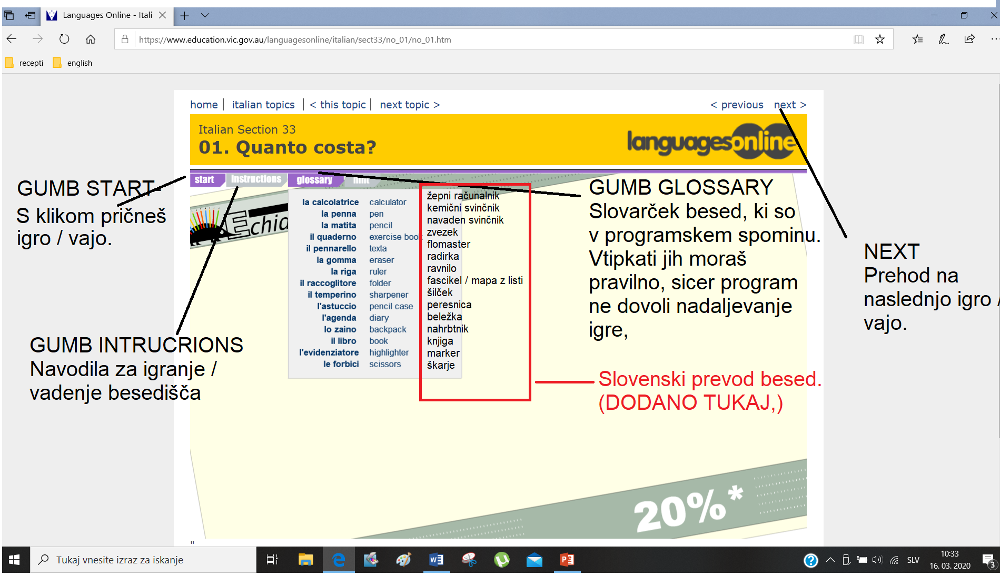 Languages Online - Itali
https://www.education.vic.gov.au/languagesonline/italian/sect33/no_01/no_01.htm
recepti
english
home | italian topics | < this topic | next topic >
< previous next >
Italian Section 33
01. Quanto costa?
languagesonline
start
instructions
glossary
hint
Echid
la calcolatrice calculator žepni računalnik
la penna pen kemični svinčnik
la matita pencil navaden svinčnik
il quaderno exercise book zvezek
il pennarello texta flomaster
la gomma eraser radirka
la riga ruler ravnilo
il raccoglitore folder fascikel / mapa z listi
il temperino sharpener šilček
l'astuccio pencil case peresnica
l'agenda diary beležka
lo zaino backpack nahrbtnik
il libro book knjiga
l'evidenziatore highlighter marker
le forbici scissors škarje
GUMB START-
S klikom pričneš
igro / vajo.
GUMB INTRUCRIONS
Navodila za igranje /
vadenje besedišča
GUMB GLOSSARY
Slovarček besed, ki so
v programskem spominu.
Vtipkati jih moraš
pravilno, sicer program
ne dovoli nadaljevanje
igre,
NEXT
Prehod na
naslednjo igro /
vajo.
Slovenski prevod besed.
(DODANO TUKAJ,)
20%*
"
Tukaj vnesite izraz za iskanje
SLV
10:33
16. 03. 2020
3